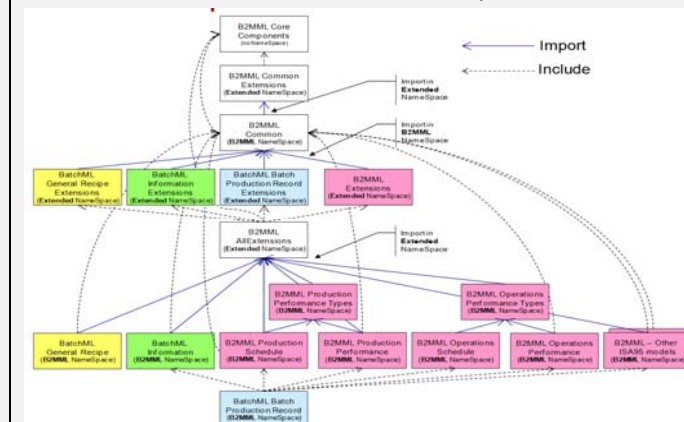 B2MML Core
Components
(noNameSpace)
Import
Include
B2MML Common
Extensions
(Extended NameSpace)
Import in
Extended
NameSpace
B2MML
Common
(B2MML NameSpace)
Import in
B2MML
NameSpace
BatchML
General Recipe
Extensions
(Extended NameSpace)
BatchML
Information
Extensions
(Extended NameSpace)
BatchML Batch
Production Record
Extensions
(Extended NameSpace)
B2MML
Extensions
(Extended NameSpace)
B2MML
AllExtensions
(Extended NameSpace)
Import in
Extended
NameSpace
B2MML Production
Performance Types
(B2MML NameSpace)
B2MML Operations
Performance Types
(B2MML NameSpace)
BatchML
General Recipe
(B2MML NameSpace)
BatchML
Information
(B2MML NameSpace)
B2MML Production
Schedule
(B2MML NameSpace)
B2MML Production
Performance
(B2MML NameSpace)
B2MML Operations
Schedule
(B2MML NameSpace)
B2MML Operations
Performance
(B2MML NameSpace)
B2MML – Other
ISA95 models
(B2MML NameSpace)
BatchML Batch
Production Record
(B2MML NameSpace)